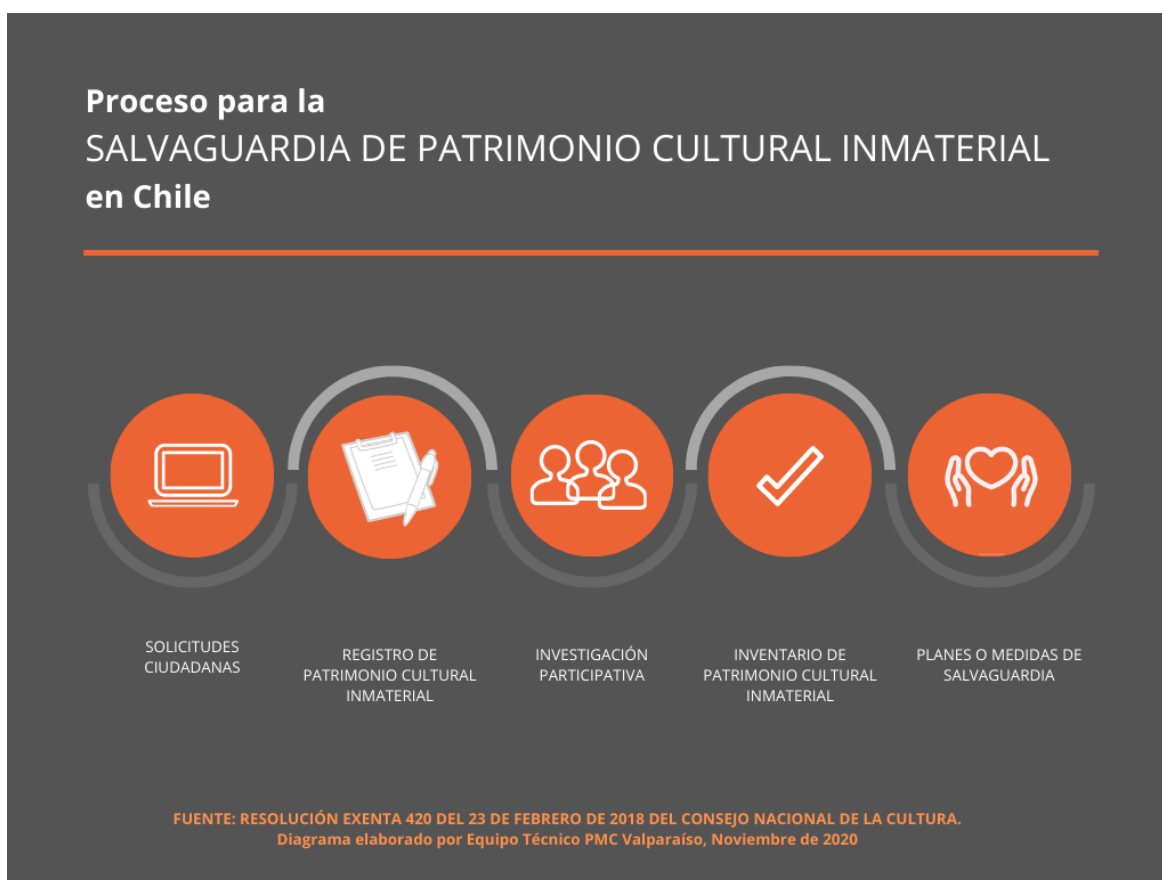 Proceso para la
SALVAGUARDIA DE PATRIMONIO CULTURAL INMATERIAL
en Chile
SOLICITUDES
CIUDADANAS
REGISTRO DE
PATRIMONIO CULTURAL
INMATERIAL
INVESTIGACIÓN
PARTICIPATIVA
INVENTARIO DE
PATRIMONIO CULTURAL
INMATERIAL
PLANES O MEDIDAS DE
SALVAGUARDIA
FUENTE: RESOLUCIÓN EXENTA 420 DEL 23 DE FEBRERO DE 2018 DEL CONSEJO NACIONAL DE LA CULTURA.
Diagrama elaborado por Equipo Técnico PMC Valparaíso, Noviembre de 2020